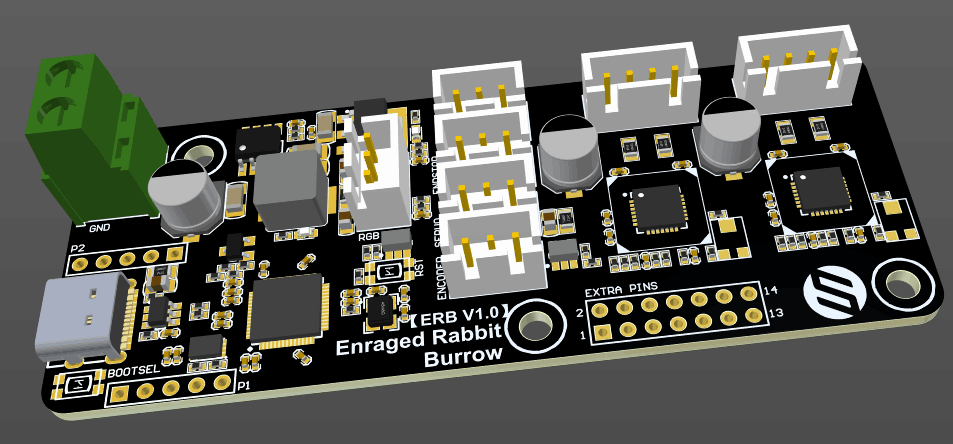 GND
P2
RGB
ENDSTOP
SERVO
ENCODER
RST
EXTRA PINS
14
2
13
1
【ERB V1.0】
Enraged Rabbit
Burrow
BOOTSEL
P1